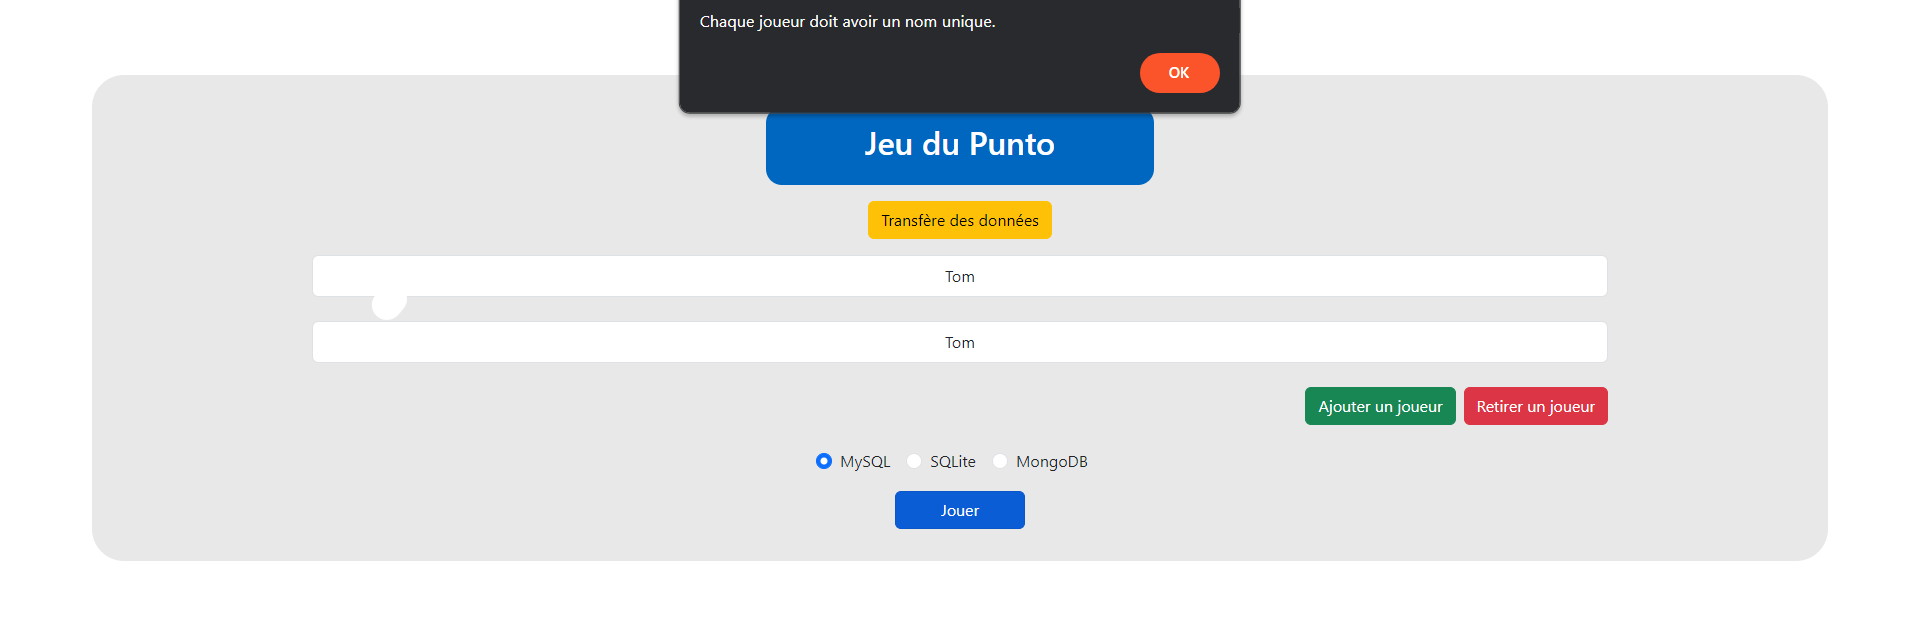 Chaque joueur doit avoir un nom unique.
OK
Jeu du Punto
Transfère des données
Tom
Tom
Ajouter un joueur Retirer un joueur
MySQL SQLite MongoDB
Jouer